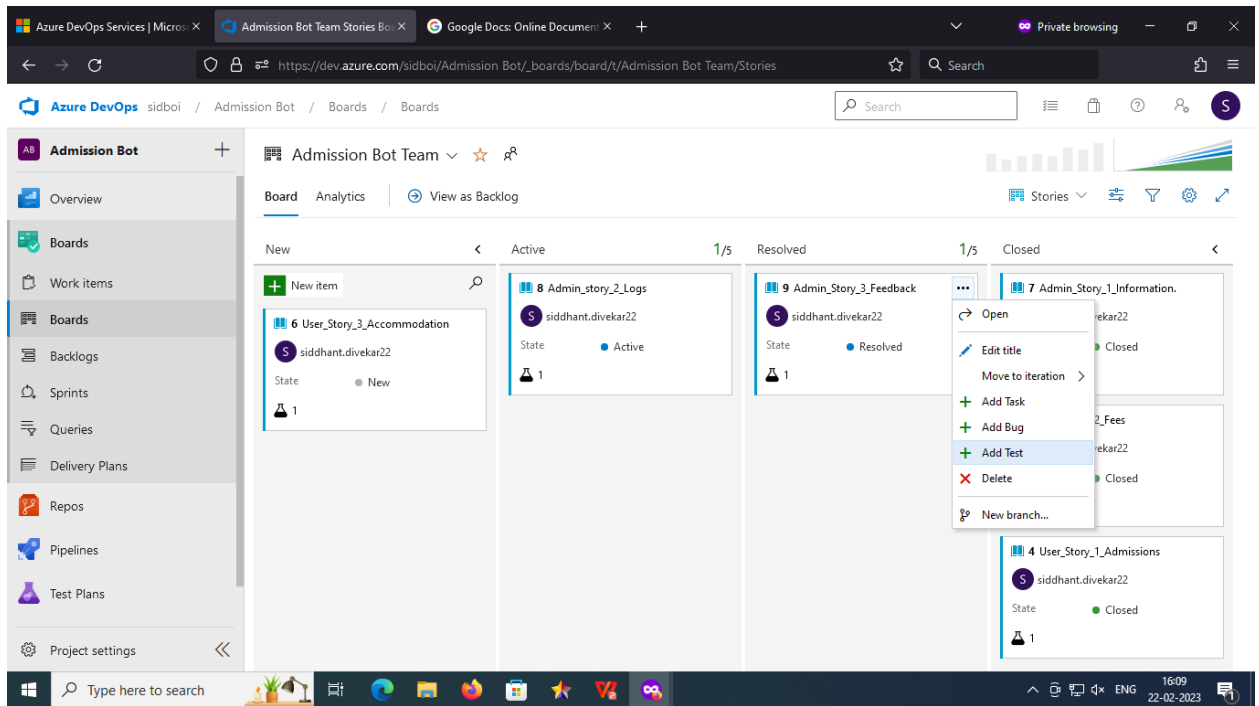 Azure DevOps Services | Micros
Admission Bot Team Stories Bo
Google Docs: Online Document
Private browsing
https://dev.azure.com/sidboi/Admission Bot/_boards/board/t/Admission Bot Team/Stories
Search
Azure DevOps sidboi / Admission Bot / Boards / Boards
Search
S
AB Admission Bot
Overview
Boards
Work items
Boards
Backlogs
Sprints
Queries
Delivery Plans
Repos
Pipelines
Test Plans
Project settings
Admission Bot Team
Board Analytics View as Backlog
Stories
New
New item
6 User_Story_3_Accommodation
S siddhant.divekar22
State New
1
Active 1/5
8 Admin_story_2_Logs
S siddhant.divekar22
State Active
1
Resolved 1/5
9 Admin_Story_3_Feedback
S siddhant.divekar22
State Resolved
1
Open
Edit title
Move to iteration
Add Task
Add Bug
Add Test
Delete
New branch...
Closed
7 Admin_Story_1_Information.
ekar22
Closed
2_Fees
ekar22
Closed
4 User_Story_1_Admissions
S siddhant.divekar22
State Closed
1
Type here to search
ENG
16:09
22-02-2023
1